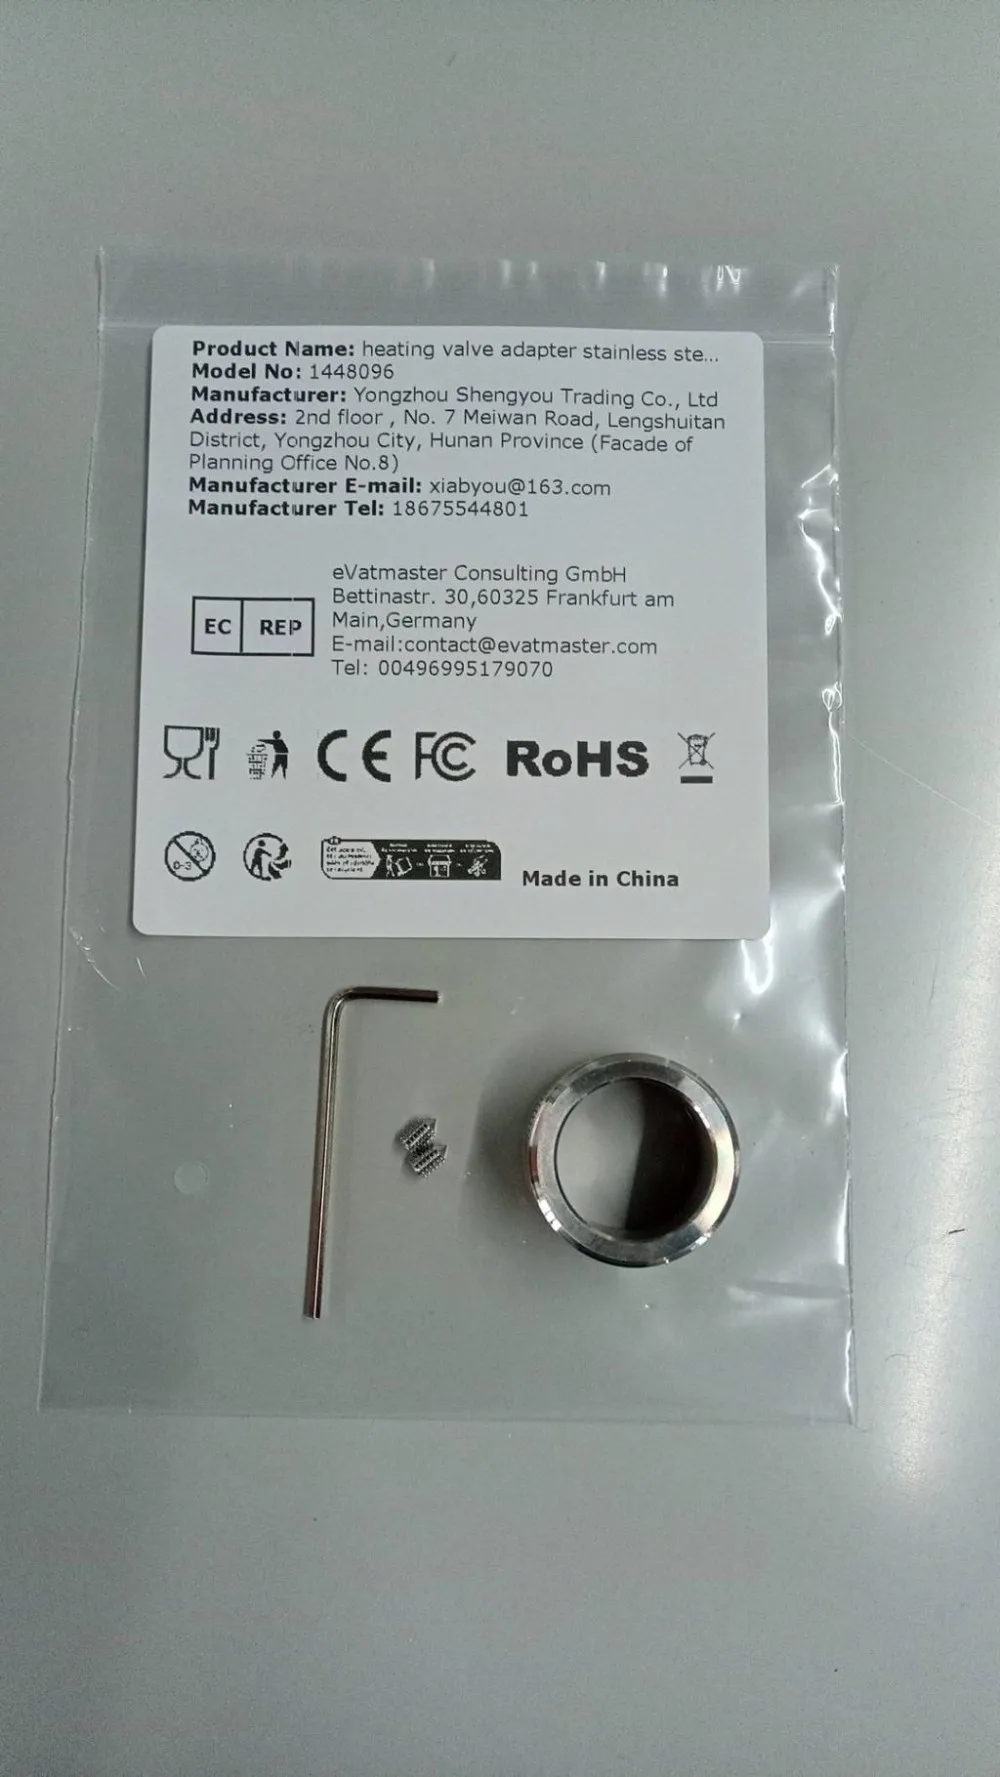 Product Name: heating valve adapter stainless ste...
Model No: 1448096
Manufacturer: Yongzhou Shengyou Trading Co., Ltd
Address: 2nd floor , No. 7 Meiwan Road, Lengshuitan
District, Yongzhou City, Hunan Province (Facade of
Planning Office No.8)
Manufacturer E-mail: xiabyou@163.com
Manufacturer Tel: 18675544801
eVatmaster Consulting GmbH
Bettinastr. 30,60325 Frankfurt am
Main,Germany
E-mail:contact@evatmaster.com
Tel: 00496995179070
EC REP
CE FC RoHS
0-3
Made in China